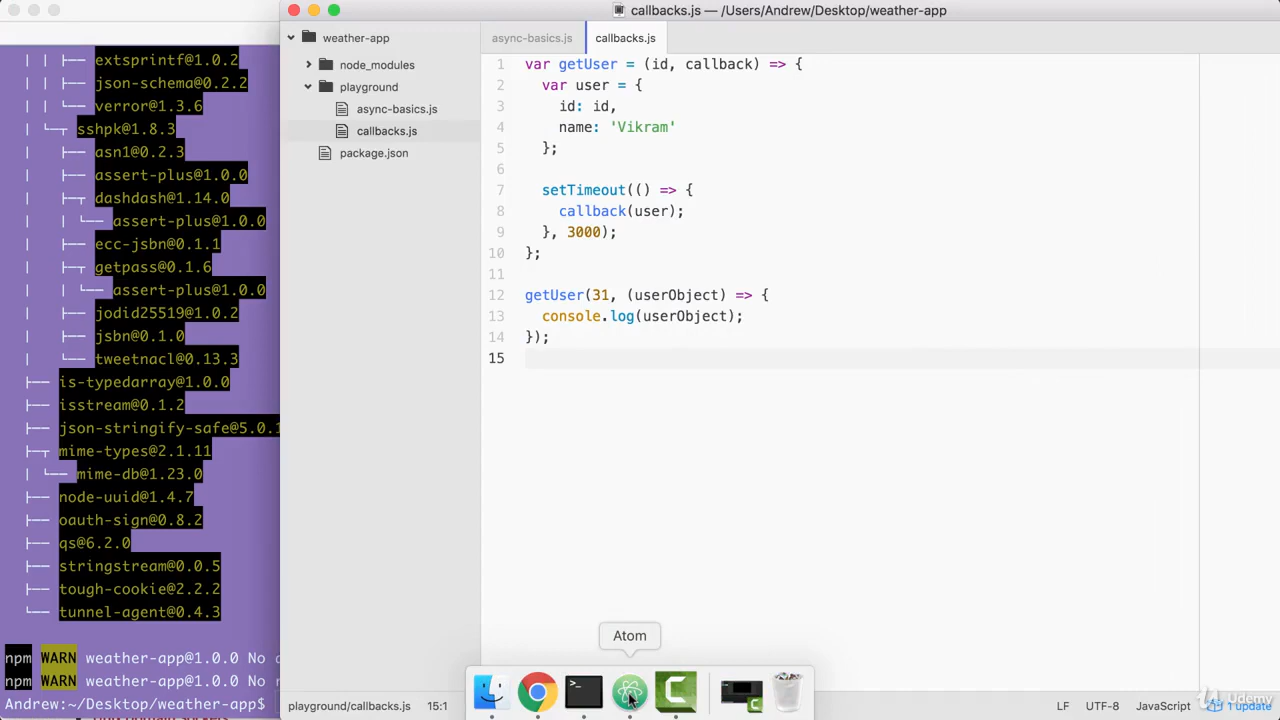 callbacks.js — /Users/Andrew/Desktop/weather-app
| | ├── extsprintf@1.0.2
| | ├── json-schema@0.2.2
| | └── verror@1.3.6
| └─┬ sshpk@1.8.3
|   ├── asn1@0.2.3
|   ├── assert-plus@1.0.0
|   ├─┬ dashdash@1.14.0
|   | └── assert-plus@1.0.0
|   ├── ecc-jsbn@0.1.1
|   ├─┬ getpass@0.1.6
|   | └── assert-plus@1.0.0
|   ├── jodid25519@1.0.2
|   ├── jsbn@0.1.0
|   └── tweetnacl@0.13.3
├── is-typedarray@1.0.0
├── isstream@0.1.2
├── json-stringify-safe@5.0.1
├─┬ mime-types@2.1.11
| └── mime-db@1.23.0
├── node-uuid@1.4.7
├── oauth-sign@0.8.2
├── qs@6.2.0
├── stringstream@0.0.5
├── tough-cookie@2.2.2
└── tunnel-agent@0.4.3
npm WARN weather-app@1.0.0 No
npm WARN weather-app@1.0.0 No
Andrew:~/Desktop/weather-app$
weather-app
node_modules
playground
async-basics.js
callbacks.js
package.json
async-basics.js callbacks.js
1 var getUser = (id, callback) => {
2   var user = {
3     id: id,
4     name: 'Vikram'
5   };
6
7   setTimeout(() => {
8     callback(user);
9   }, 3000);
10 };
11
12 getUser(31, (userObject) => {
13   console.log(userObject);
14 });
15
Atom
playground/callbacks.js 15:1
LF UTF-8 JavaScript 1 update
Udemy